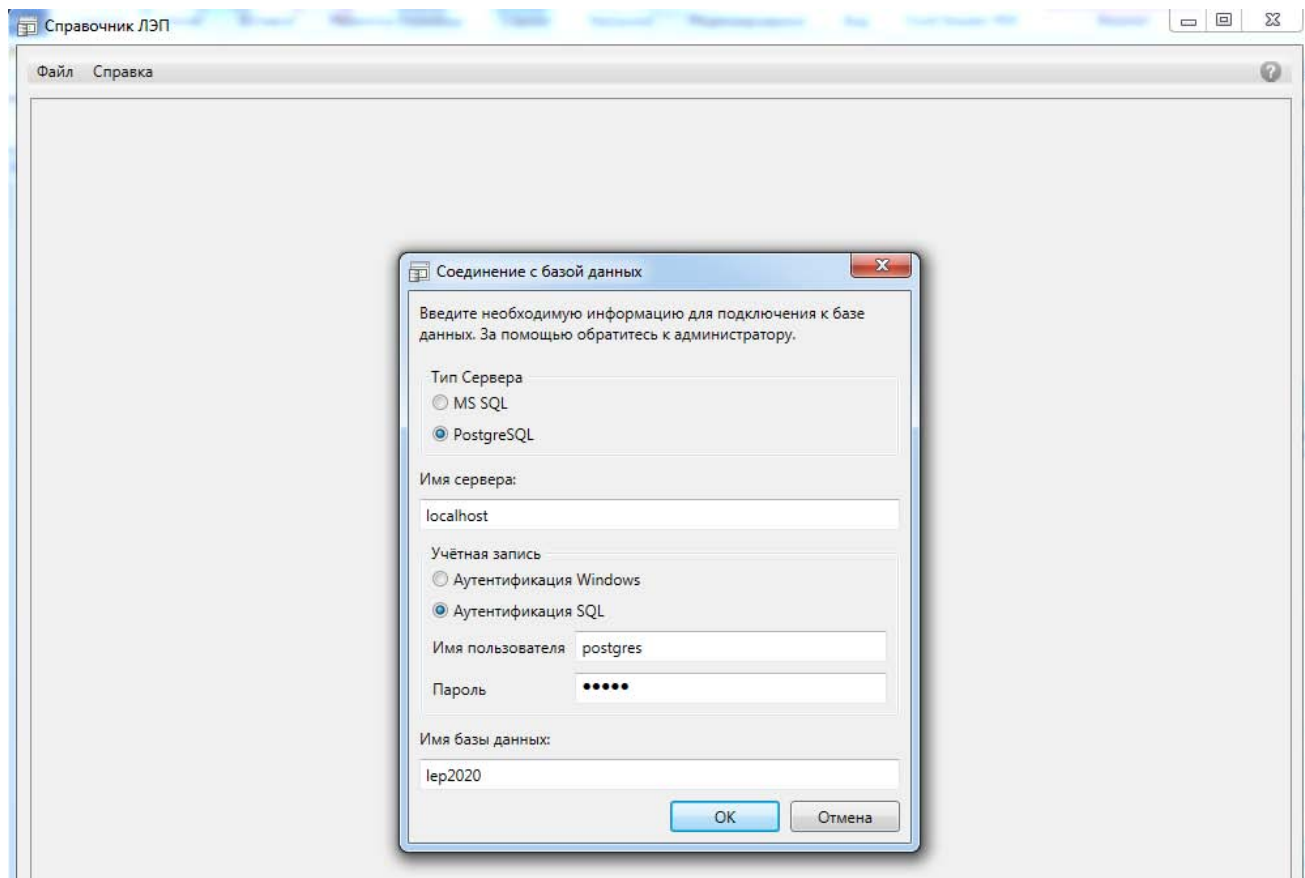 Справочник ЛЭП
Файл Справка
Соединение с базой данных
Введите необходимую информацию для подключения к базе
данных. За помощью обратитесь к администратору.
Тип Сервера
MS SQL
PostgreSQL
Имя сервера:
localhost
Учётная запись
Аутентификация Windows
Аутентификация SQL
Имя пользователя postgres
Пароль •••••
Имя базы данных:
lep2020
OK Отмена